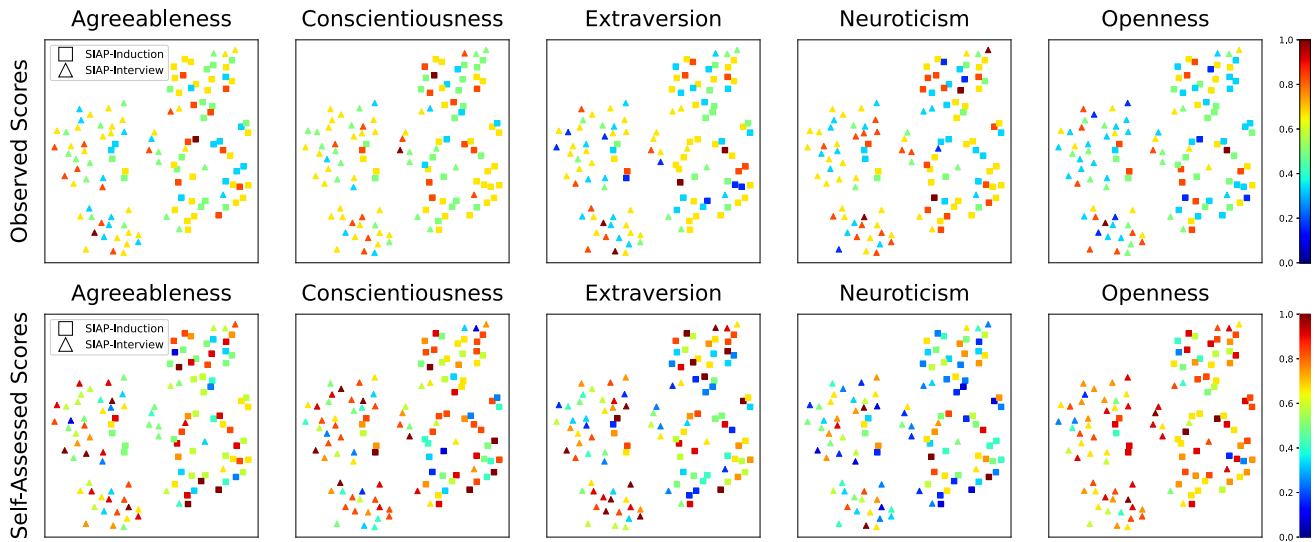 Agreeableness Conscientiousness Extraversion Neuroticism Openness
Observed Scores
SIAP-Induction
SIAP-Interview
1.0
0.8
0.6
0.4
0.2
0.0
Agreeableness Conscientiousness Extraversion Neuroticism Openness
Self-Assessed Scores
SIAP-Induction
SIAP-Interview
1.0
0.8
0.6
0.4
0.2
0.0